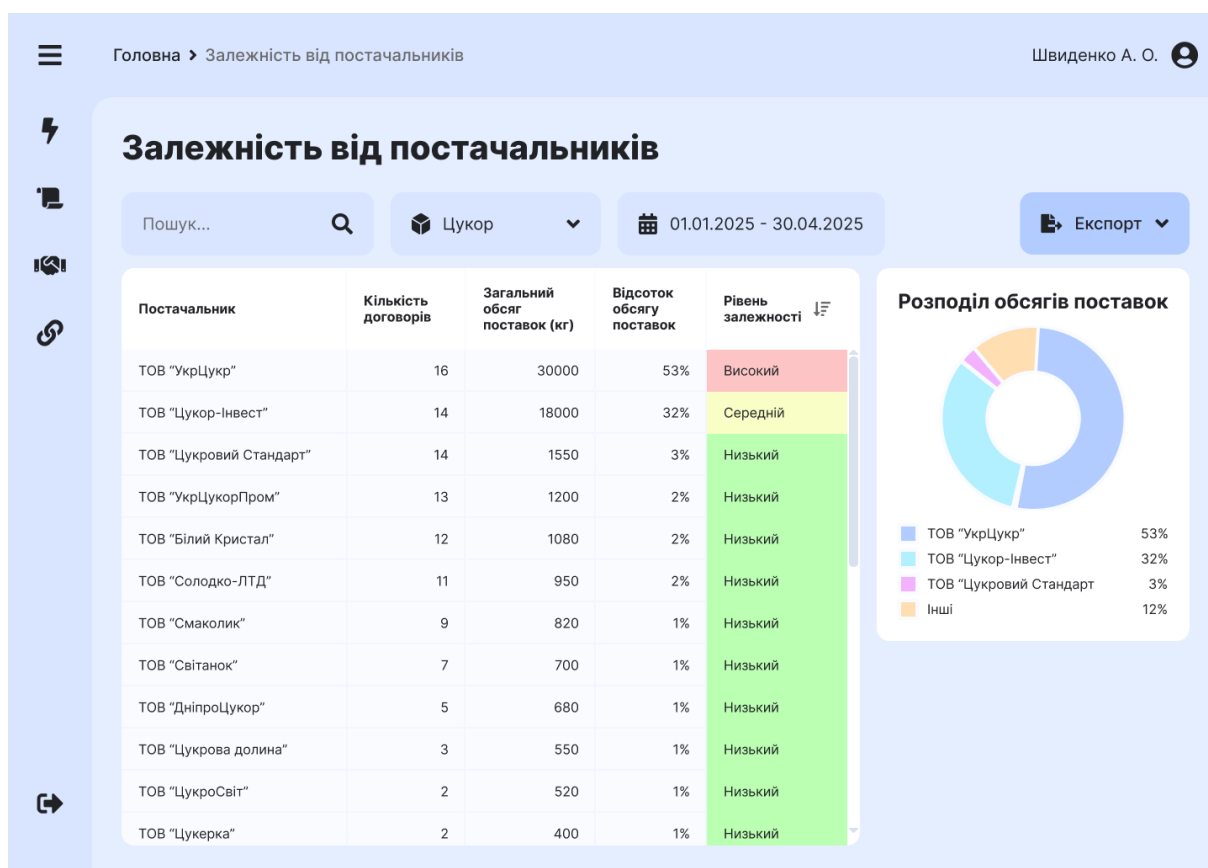 Головна > Залежність від постачальників
Швиденко А. О.
Залежність від постачальників
Пошук...
Цукор
01.01.2025 - 30.04.2025
Експорт
Постачальник
Кількість
договорів
Загальний
обсяг
поставок (кг)
Відсоток
обсягу
поставок
Рівень
залежності
ТОВ “УкрЦукр” 16 30000 53% Високий
ТОВ “Цукор-Інвест” 14 18000 32% Середній
ТОВ “Цукровий Стандарт” 14 1550 3% Низький
ТОВ “УкрЦукорПром” 13 1200 2% Низький
ТОВ “Білий Кристал” 12 1080 2% Низький
ТОВ “Солодко-ЛТД” 11 950 2% Низький
ТОВ “Смаколик” 9 820 1% Низький
ТОВ “Світанок” 7 700 1% Низький
ТОВ “ДніпроЦукор” 5 680 1% Низький
ТОВ “Цукрова долина” 3 550 1% Низький
ТОВ “ЦукроСвіт” 2 520 1% Низький
ТОВ “Цукерка” 2 400 1% Низький
Розподіл обсягів поставок
ТОВ “УкрЦукр” 53%
ТОВ “Цукор-Інвест” 32%
ТОВ “Цукровий Стандарт 3%
Інші 12%